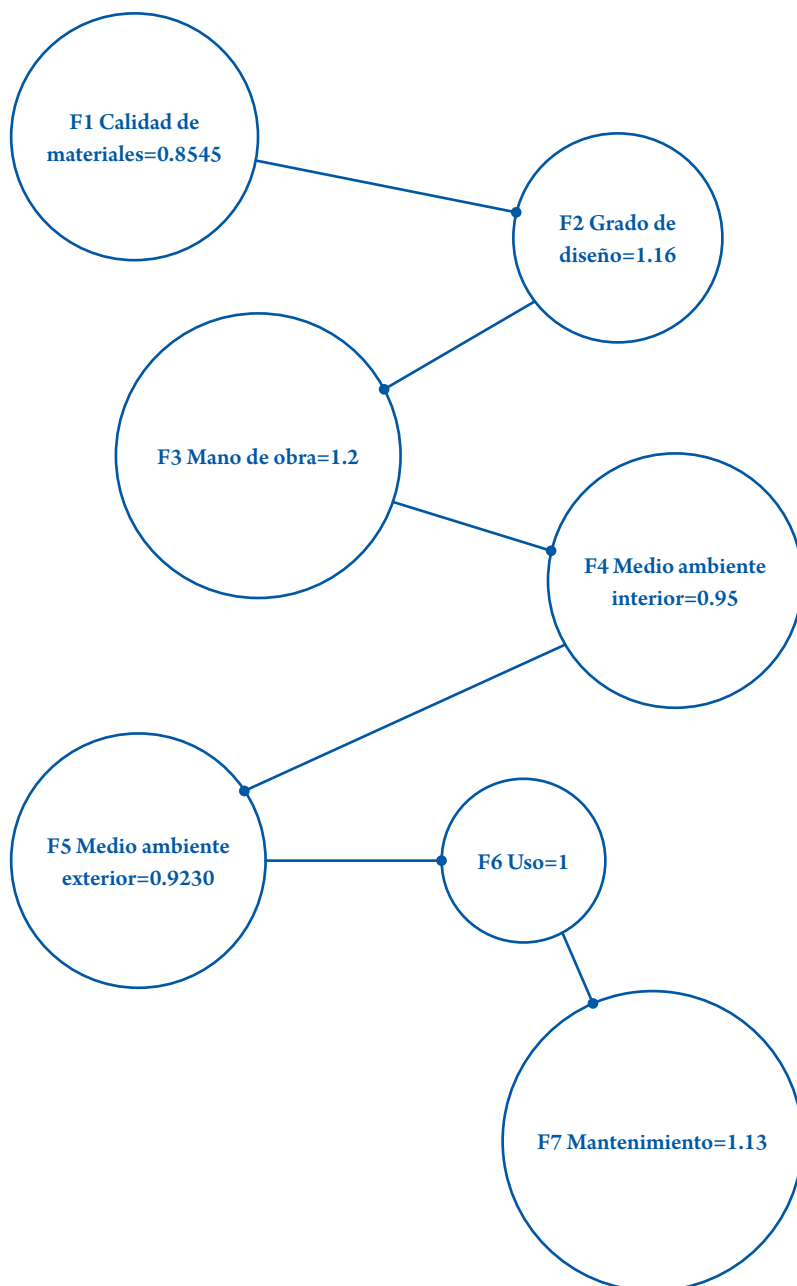 F1 Calidad de
materiales=0.8545
F2 Grado de
diseño=1.16
F3 Mano de obra=1.2
F4 Medio ambiente
interior=0.95
F5 Medio ambiente
exterior=0.9230
F6 Uso=1
F7 Mantenimiento=1.13